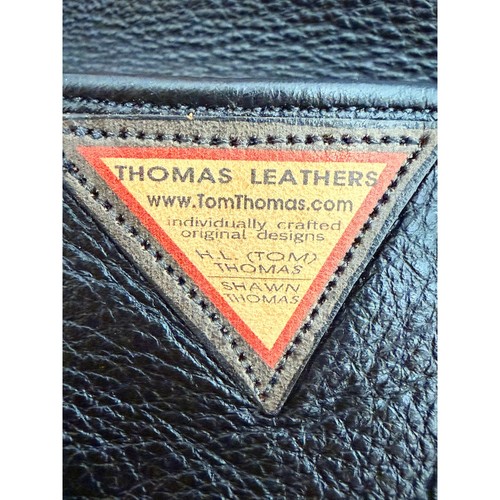 THOMAS LEATHERS
www.TomThomas.com
individually crafted
original designs
H.L. (TOM)
THOMAS
SHAWN
THOMAS